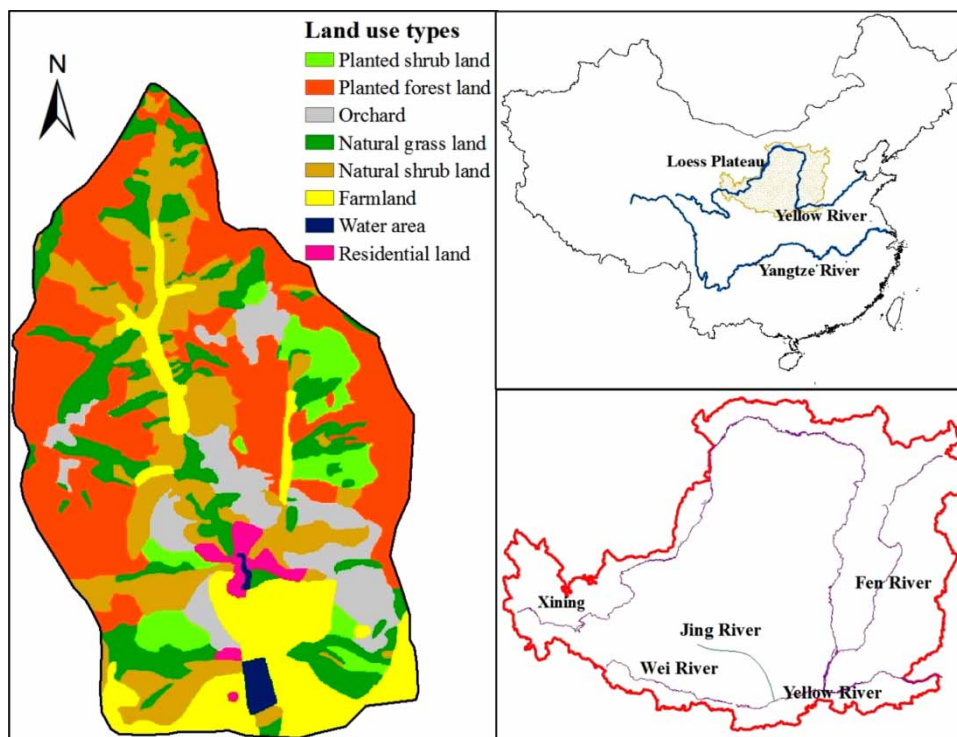 Land use types
N
Planted shrub land
Planted forest land
Orchard
Natural grass land
Natural shrub land
Farmland
Water area
Residential land
Loess Plateau
Yellow River
Yangtze River
Xining
Fen River
Jing River
Wei River
Yellow River